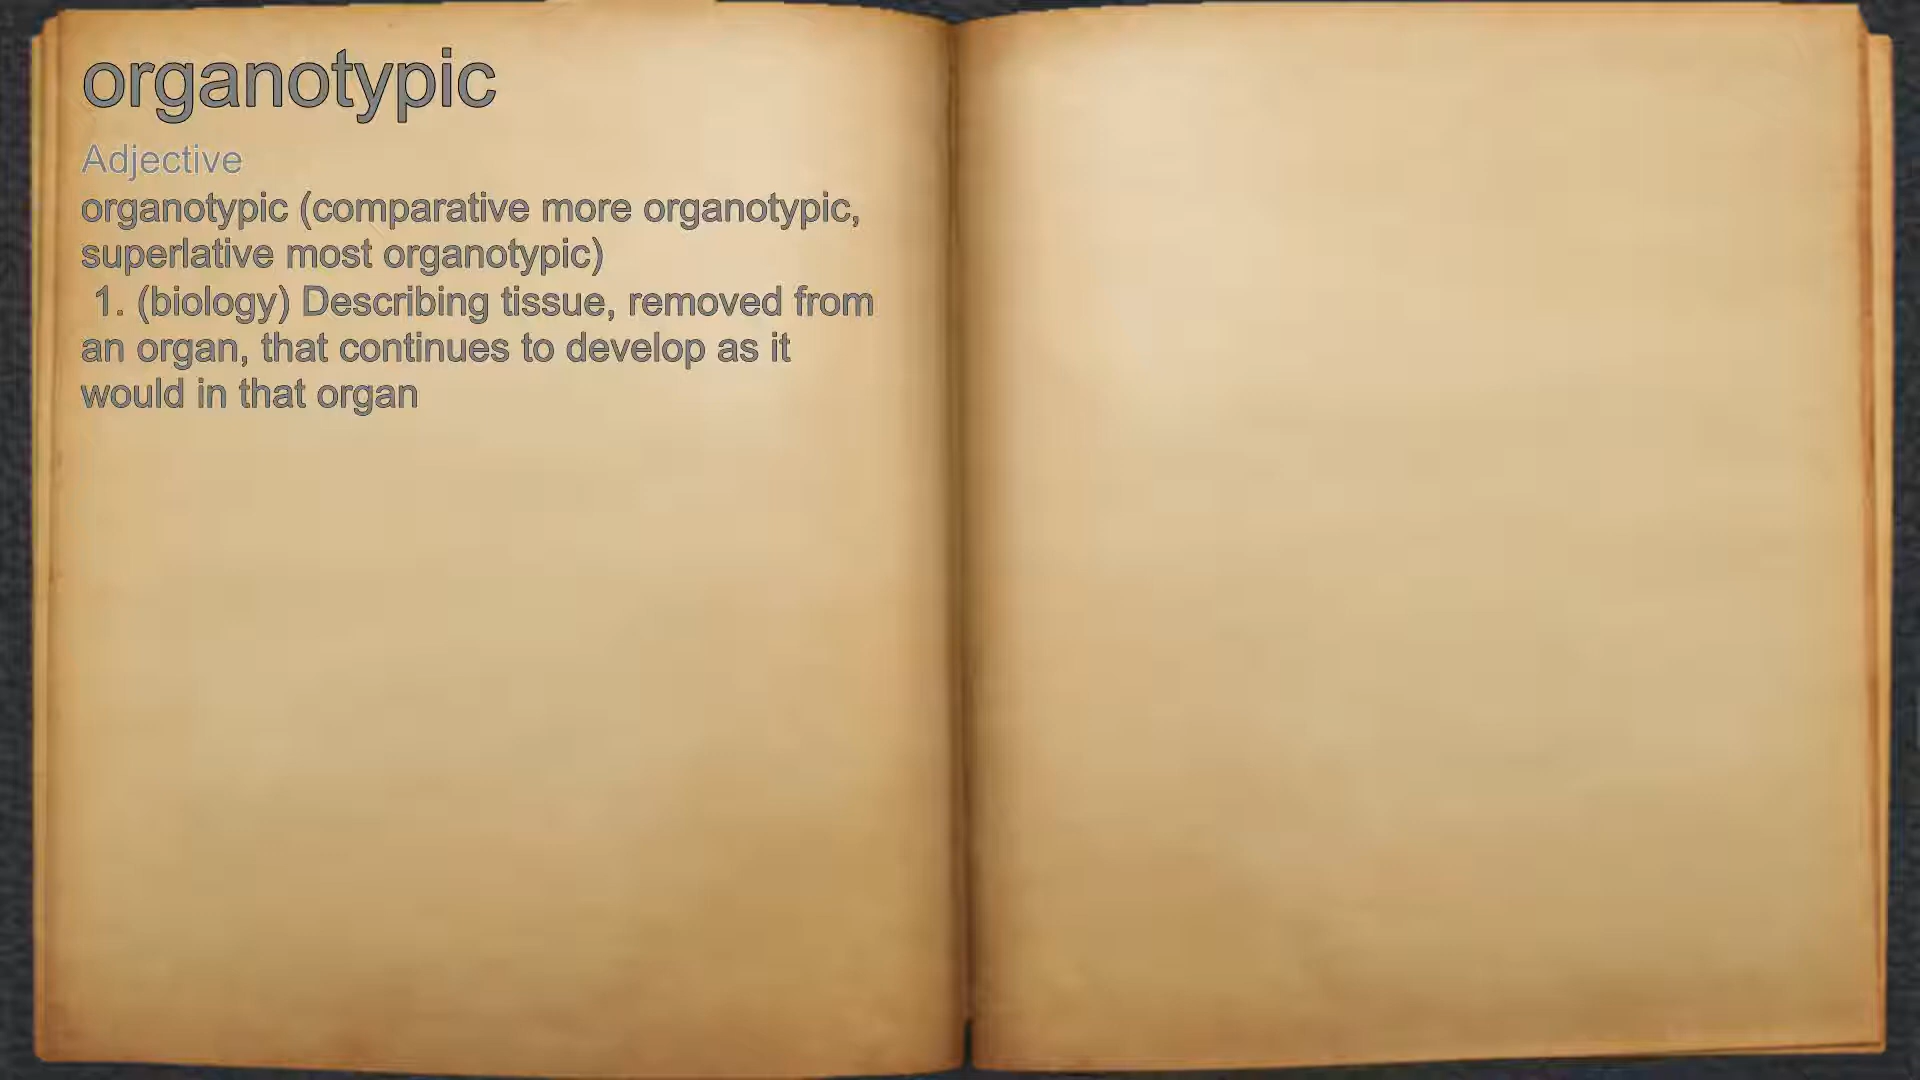 organotypic
Adjective
organotypic (comparative more organotypic,
superlative most organotypic)
1. (biology) Describing tissue, removed from
an organ, that continues to develop as it
would in that organ